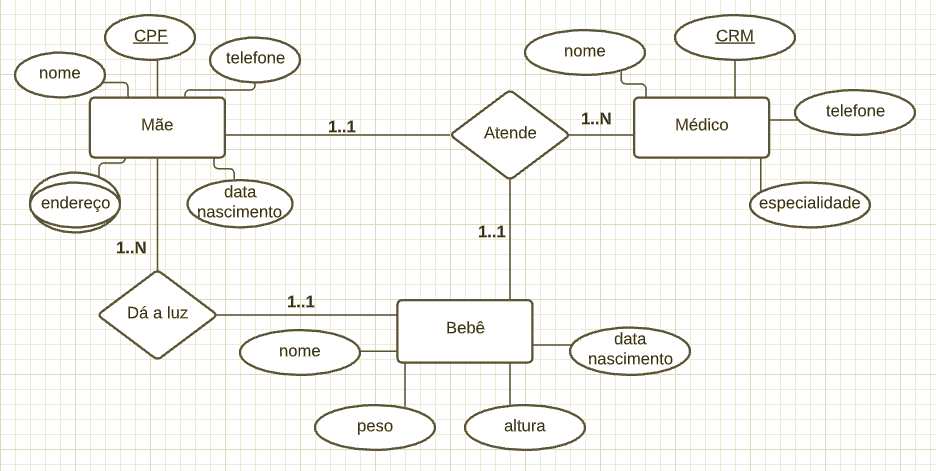 CPF
nome
telefone
Mãe
endereço
data
nascimento
nome
CRM
telefone
Médico
especialidade
1..1
Atende
1..N
1..1
1..N
Dá a luz
1..1
Bebê
nome
data
nascimento
peso
altura